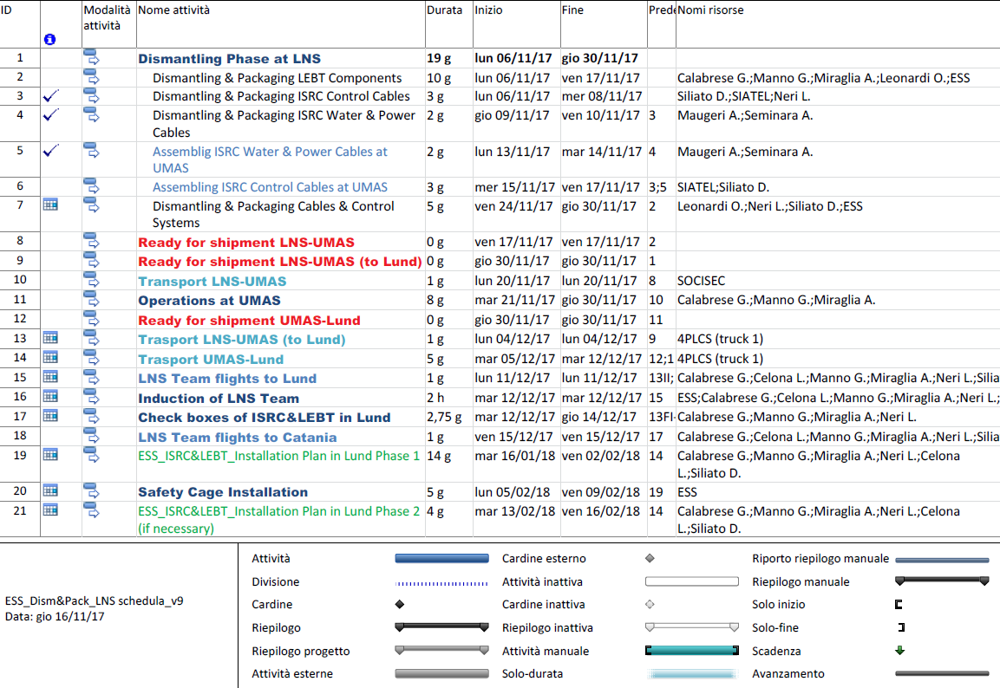 ID Modalità attività Nome attività Durata Inizio Fine Prede Nomi risorse
1 Dismantling Phase at LNS 19 g lun 06/11/17 gio 30/11/17
2 Dismantling & Packaging LEBT Components 10 g lun 06/11/17 ven 17/11/17 Calabrese G.;Manno G.;Miraglia A.;Leonardi O.;ESS
3 Dismantling & Packaging ISRC Control Cables 3 g lun 06/11/17 mer 08/11/17 Siliato D.;SIATEL;Neri L.
4 Dismantling & Packaging ISRC Water & Power 2 g gio 09/11/17 ven 10/11/17 3 Maugeri A.;Seminara A.
Cables
5 Assemblig ISRC Water & Power Cables at 2 g lun 13/11/17 mar 14/11/17 4 Maugeri A.;Seminara A.
UMAS
6 Assembling ISRC Control Cables at UMAS 3 g mer 15/11/17 ven 17/11/17 3;5 SIATEL;Siliato D.
7 Dismantling & Packaging Cables & Control 5 g ven 24/11/17 gio 30/11/17 2 Leonardi O.;Neri L.;Siliato D.;ESS
Systems
8 Ready for shipment LNS-UMAS 0 g ven 17/11/17 ven 17/11/17 2
9 Ready for shipment LNS-UMAS (to Lund) 0 g gio 30/11/17 gio 30/11/17 1
10 Transport LNS-UMAS 1 g lun 20/11/17 lun 20/11/17 8 SOCISEC
11 Operations at UMAS 8 g mar 21/11/17 gio 30/11/17 10 Calabrese G.;Manno G.;Miraglia A.
12 Ready for shipment UMAS-Lund 0 g gio 30/11/17 gio 30/11/17 11
13 Trasport LNS-UMAS (to Lund) 1 g lun 04/12/17 lun 04/12/17 9 4PLCS (truck 1)
14 Trasport UMAS-Lund 5 g mar 05/12/17 mar 12/12/17 12;1 4PLCS (truck 1)
15 LNS Team flights to Lund 1 g lun 11/12/17 lun 11/12/17 13II; Calabrese G.;Celona L.;Manno G.;Miraglia A.;Neri L.;Silia
16 Induction of LNS Team 2 h mar 12/12/17 mar 12/12/17 15 ESS;Calabrese G.;Celona L.;Manno G.;Miraglia A.;Neri L.;
17 Check boxes of ISRC&LEBT in Lund 2,75 g mar 12/12/17 gio 14/12/17 13FI- Calabrese G.;Manno G.;Miraglia A.;Neri L.
18 LNS Team flights to Catania 1 g ven 15/12/17 ven 15/12/17 17 Calabrese G.;Celona L.;Manno G.;Miraglia A.;Neri L.;Silia
19 ESS_ISRC&LEBT_Installation Plan in Lund Phase 1 14 g mar 16/01/18 ven 02/02/18 14 Calabrese G.;Manno G.;Miraglia A.;Neri L.;Celona
L.;Siliato D.
20 Safety Cage Installation 5 g lun 05/02/18 ven 09/02/18 19 ESS
21 ESS_ISRC&LEBT_Installation Plan in Lund Phase 2 4 g mar 13/02/18 ven 16/02/18 14 Calabrese G.;Manno G.;Miraglia A.;Neri L.;Celona
(if necessary) L.;Siliato D.
ESS_Dism&Pack_LNS schedula_v9
Data: gio 16/11/17
Attività Cardine esterno Riporto riepilogo manuale
Divisione Attività inattiva Riepilogo manuale
Cardine Cardine inattiva Solo inizio
Riepilogo Riepilogo inattiva Solo-fine
Riepilogo progetto Attività manuale Scadenza
Attività esterne Solo-durata Avanzamento